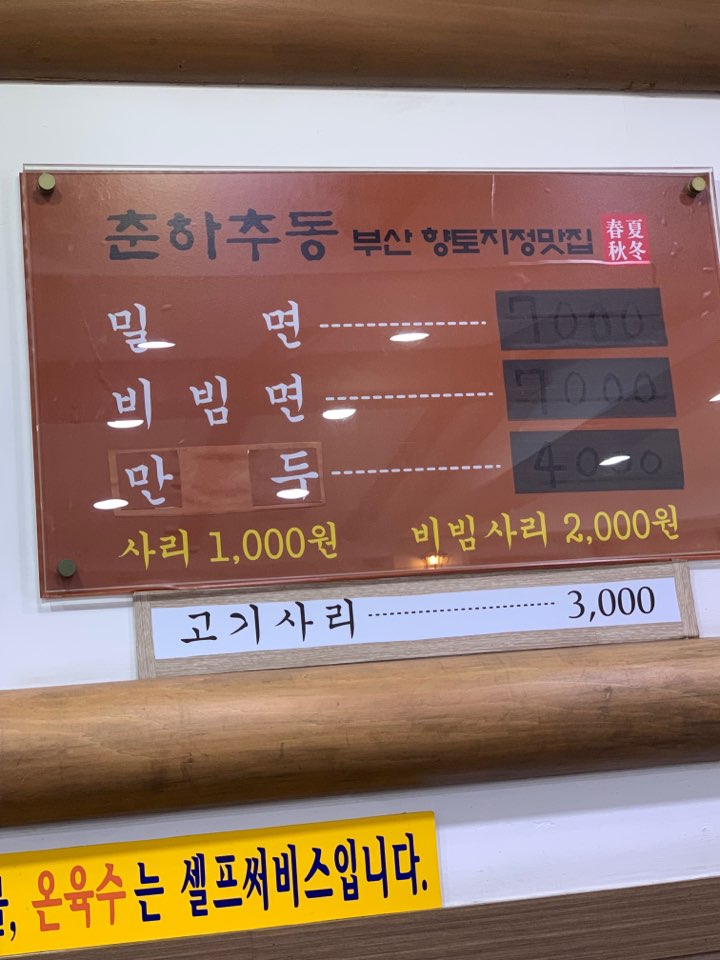 춘하추동 부산 향토지정맛집 春夏秋冬
밀면 7000
비빔면 7000
만두 4000
사리 1,000원 비빔사리 2,000원
고기사리 3,000
온육수는 셀프써비스입니다.